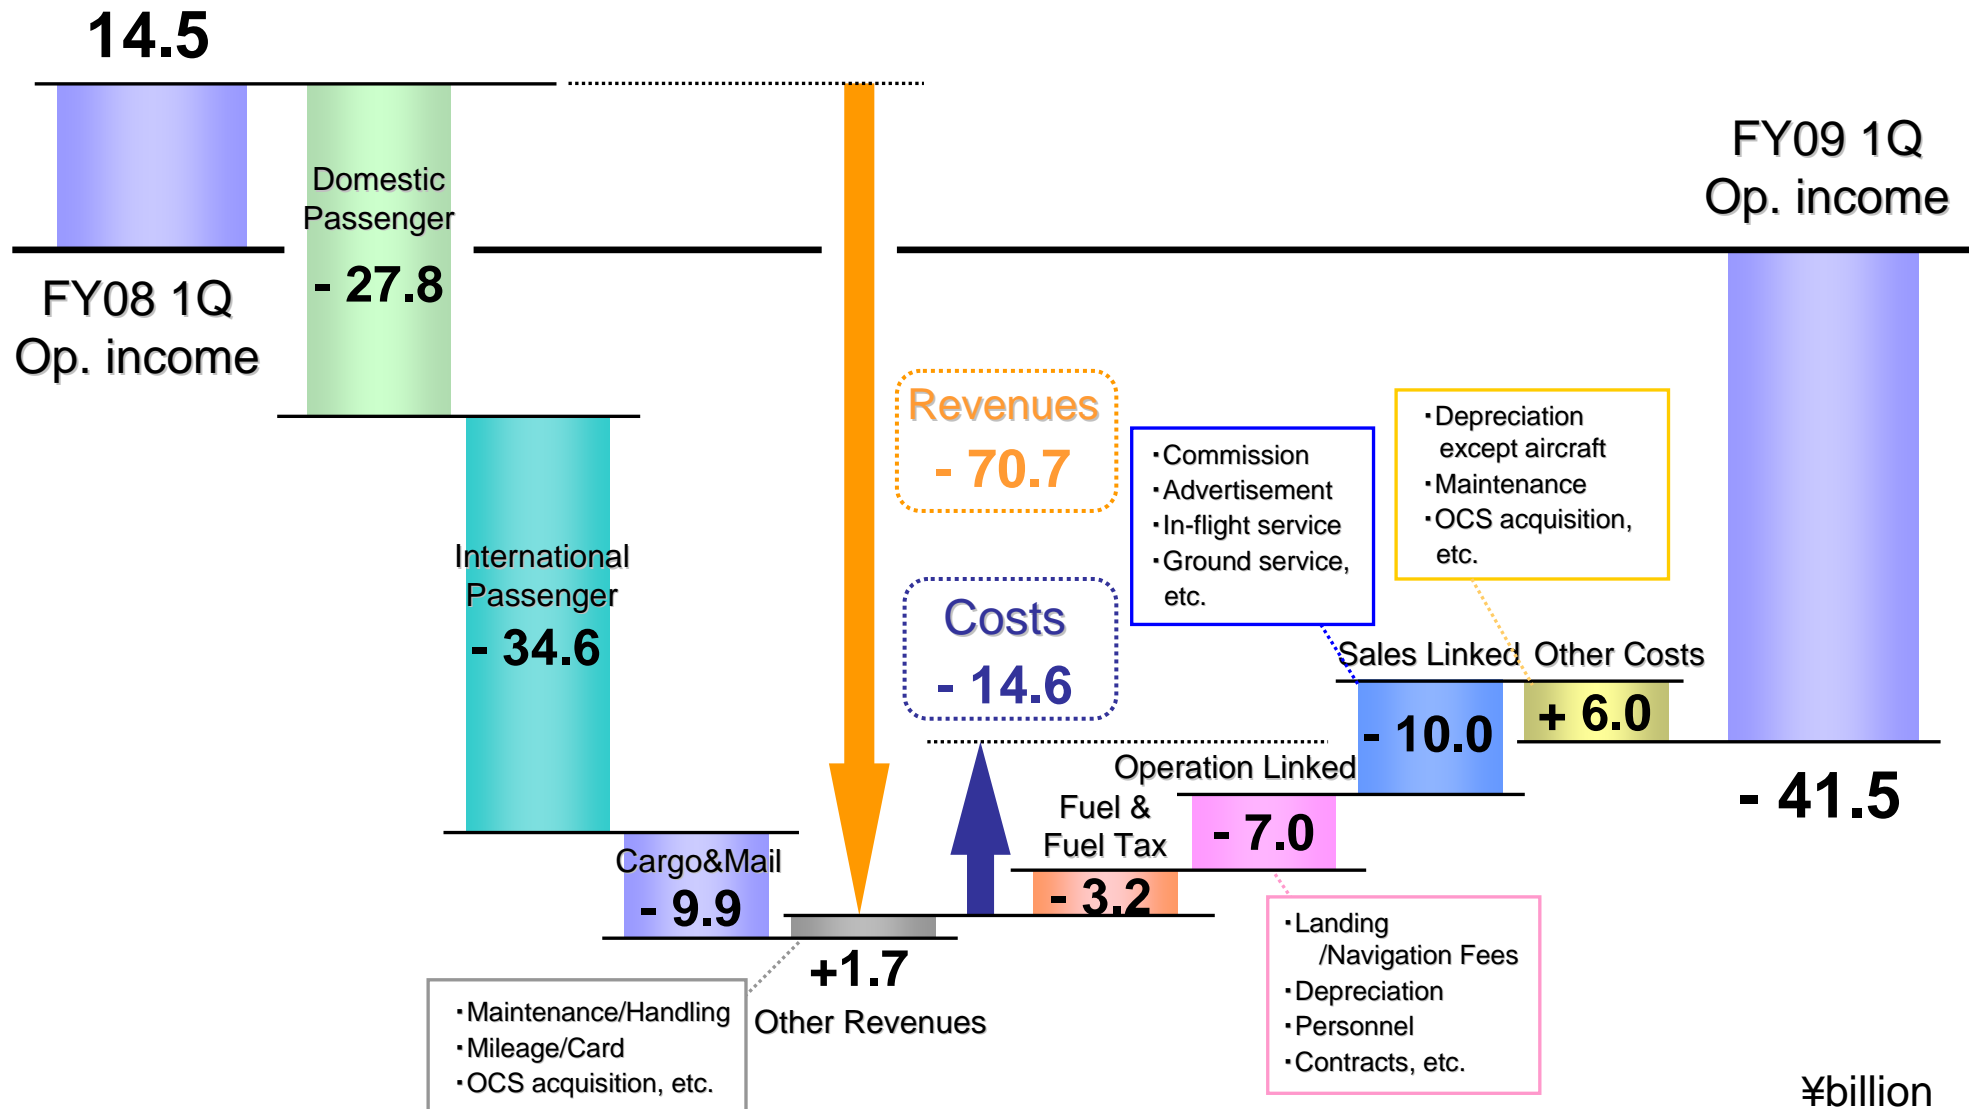 14.5
FY08 1Q
Op. income
Domestic
Passenger
- 27.8
International
Passenger
- 34.6
Cargo&Mail
- 9.9
+1.7
Other Revenues
・Maintenance/Handling
・Mileage/Card
・OCS acquisition, etc.
Revenues
- 70.7
Costs
- 14.6
Fuel &
Fuel Tax
- 3.2
Operation Linked
- 7.0
・Landing
/Navigation Fees
・Depreciation
・Personnel
・Contracts, etc.
・Commission
・Advertisement
・In-flight service
・Ground service,
etc.
Sales Linked
- 10.0
・Depreciation
except aircraft
・Maintenance
・OCS acquisition,
etc.
Other Costs
+ 6.0
FY09 1Q
Op. income
- 41.5
¥billion